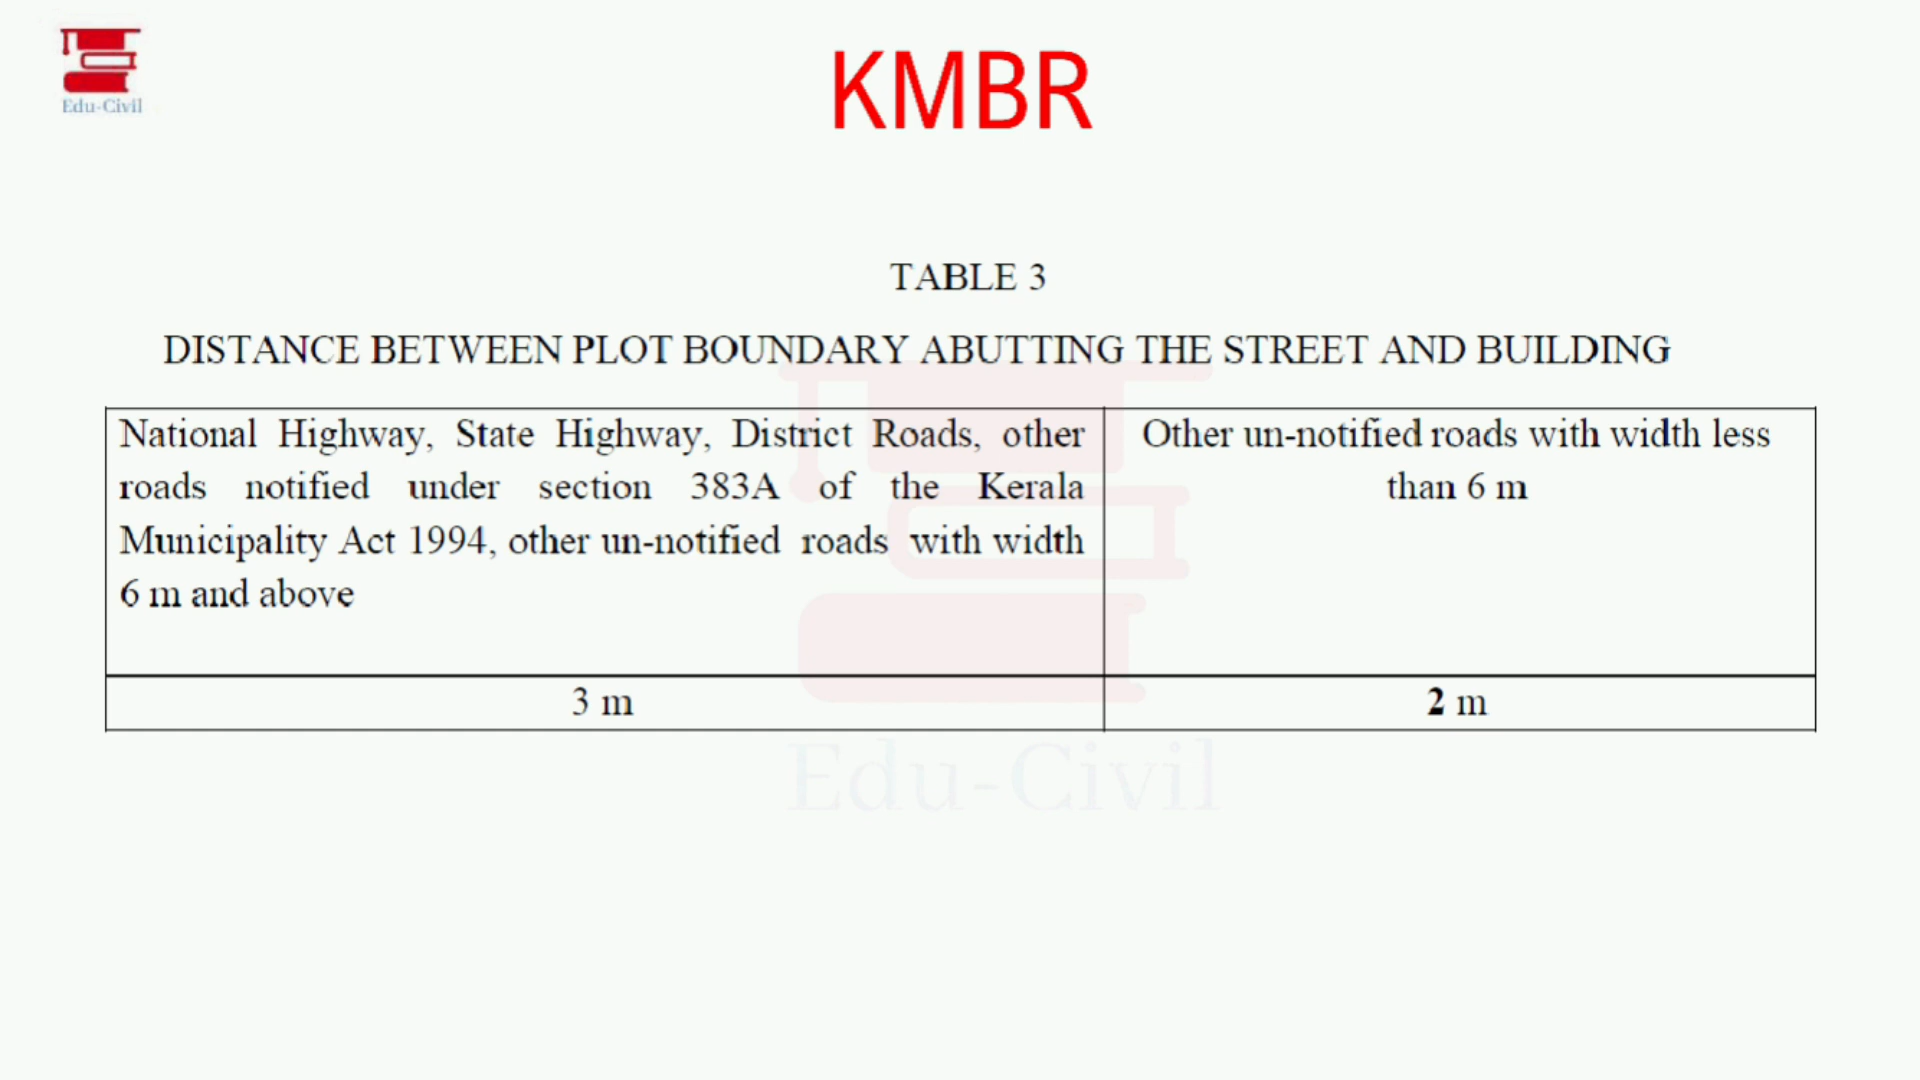 Edu-Civil
KMBR
TABLE 3
DISTANCE BETWEEN PLOT BOUNDARY ABUTTING THE STREET AND BUILDING
National Highway, State Highway, District Roads, other
roads notified under section 383A of the Kerala
Municipality Act 1994, other un-notified roads with width
6 m and above
Other un-notified roads with width less
than 6 m
3 m
2 m
Edu-Civil